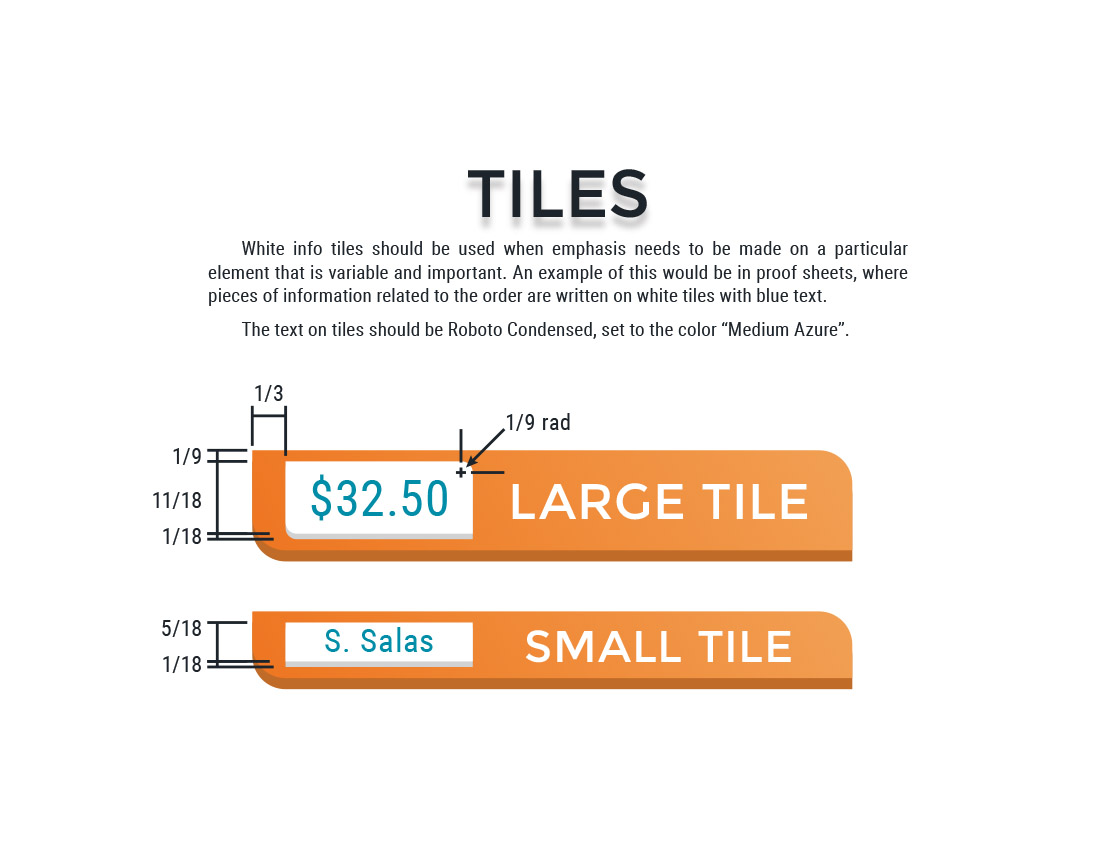 TILES
White info tiles should be used when emphasis needs to be made on a particular
element that is variable and important. An example of this would be in proof sheets, where
pieces of information related to the order are written on white tiles with blue text.
The text on tiles should be Roboto Condensed, set to the color “Medium Azure”.
1/3
1/9 rad
1/9
11/18
1/18
$32.50
LARGE TILE
5/18
1/18
S. Salas
SMALL TILE